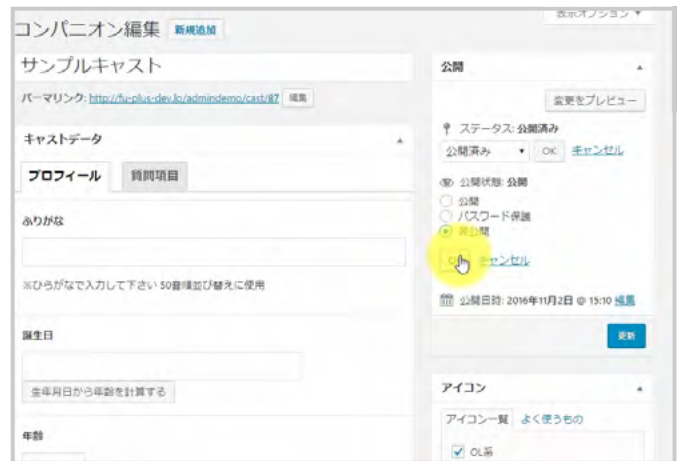 表示オプション ▼
コンパニオン編集 新規追加
サンプルキャスト
パーマリンク: http://fu-plus-dev.lo/admindemo/cast/87 編集
キャストデータ
プロフィール 質問項目
ふりがな
※ひらがなで入力して下さい 50音順並び替えに使用
誕生日
生年月日から年齢を計算する
年齢
公開
変更をプレビュー
ステータス: 公開済み
公開済み OK キャンセル
公開状態: 公開
公開
パスワード保護
非公開
キャンセル
公開日時: 2016年11月2日 @ 15:10 編集
更新
アイコン
アイコン一覧 よく使うもの
OL系